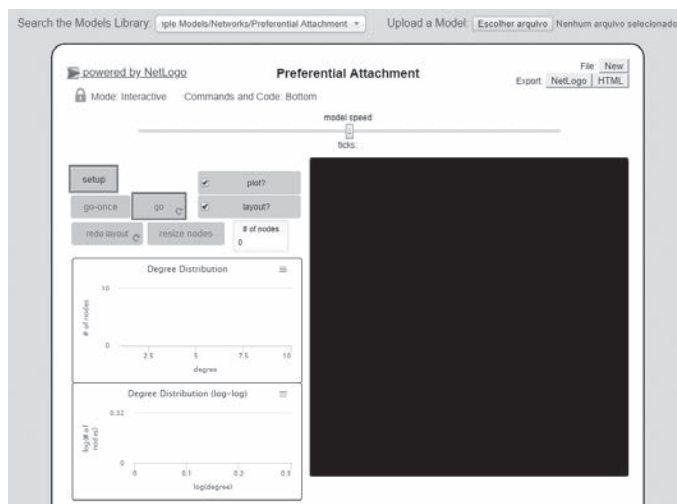 Search the Models Library: ple Models/Networks/Preferential Attachment Upload a Model: Escolher arquivo Nenhum arquivo selecionado
powered by NetLogo Preferential Attachment File: New
Export: NetLogo HTML
Mode: Interactive Commands and Code: Bottom
model speed
ticks:
setup plot?
go-once go layout?
redo layout resize nodes # of nodes
0
Degree Distribution
# of nodes
10
0
2.5 5 7.5 10
degree
Degree Distribution (log-log)
log(# of
nodes)
0.32
0
0.1 0.2
log(degree)